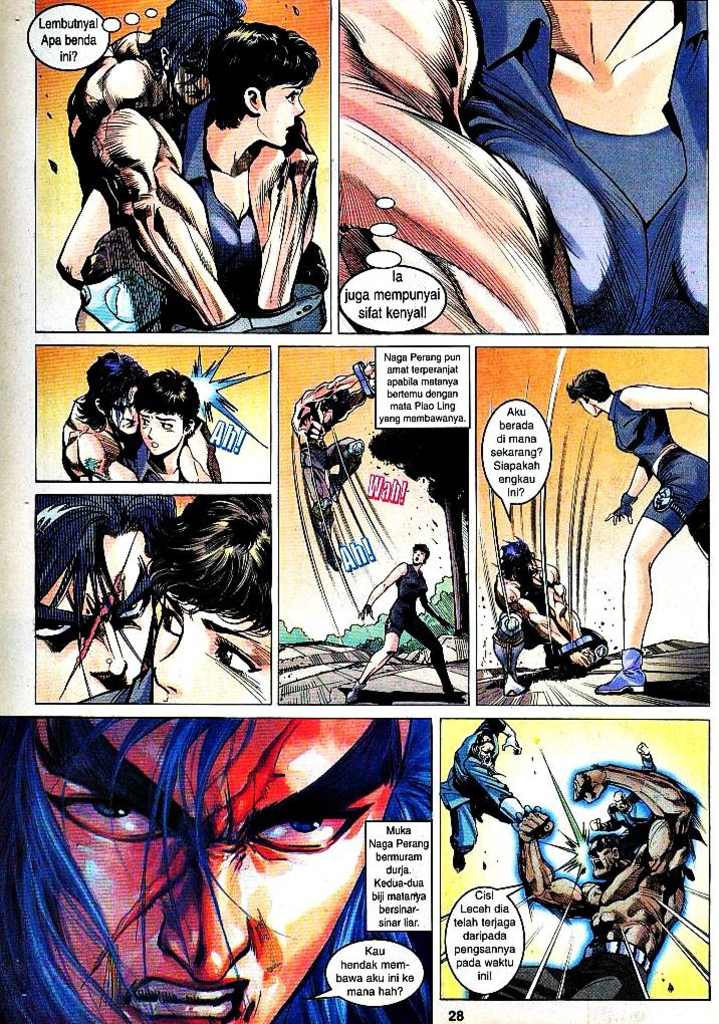 Lembutnya!
Apa benda
ini?
Ia
juga mempunyai
sifat kenyal!
Ah!
Naga Perang pun
amat terperanjat
apabila matanya
bertemu dengan
mata Piao Ling
yang membawanya.
Wah!
Ah!
Aku
berada
di mana
sekarang?
Siapakah
engkau
ini?
Muka
Naga Perang
bermuram
durja.
Kedua-dua
biji matanya
bersinar-
sinar liar.
Kau
hendak mem-
bawa aku ini ke
mana hah?
Cis!
Leceh dia
telah terjaga
daripada
pengsannya
pada waktu
ini!
28